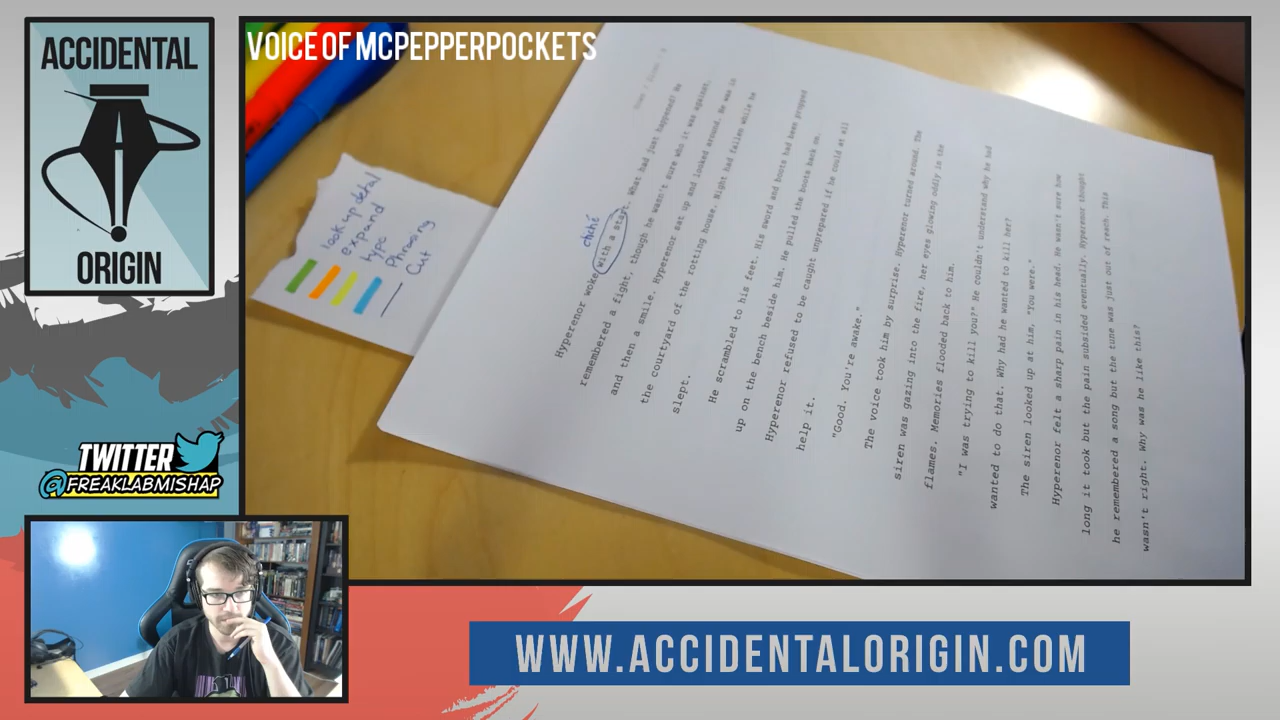 ACCIDENTAL
ORIGIN
VOICE OF MCPEPPERPOCKETS
look up detail
expand
typo
Phrasing
Cut
cliché
Hyperenor woke with a start. What had just happened? He
remembered a fight, though he wasn't sure who it was against,
and then a smile. Hyperenor sat up and looked around. He was in
the courtyard of the rotting house. Night had fallen while he
slept.
He scrambled to his feet. His sword and boots had been propped
up on the bench beside him. He pulled the boots back on.
Hyperenor refused to be caught unprepared if he could at all
help it.
"Good. You're awake."
The voice took him by surprise. Hyperenor turned around. The
siren was gazing into the fire, her eyes glowing oddly in the
flames. Memories flooded back to him.
"I was trying to kill you?" He couldn't understand why he had
wanted to do that. Why had he wanted to kill her?
The siren looked up at him, "You were."
Hyperenor felt a sharp pain in his head. He wasn't sure how
long it took but the pain subsided eventually. Hyperenor thought
he remembered a song but the tune was just out of reach. This
wasn't right. Why was he like this?
TWITTER
@FREAKLABMISHAP
WWW.ACCIDENTALORIGIN.COM